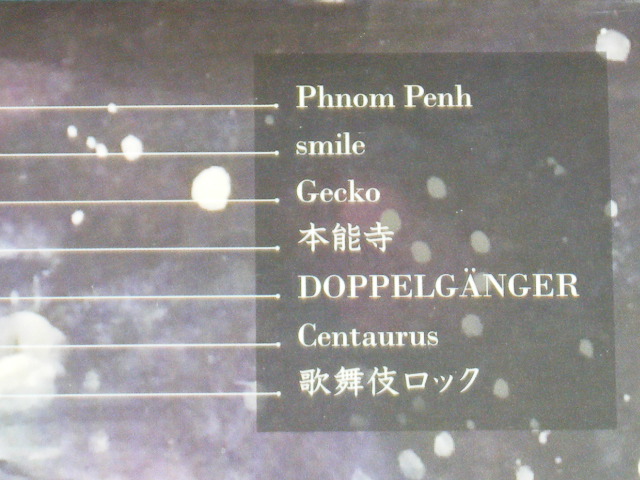 Phnom Penh
smile
Gecko
本能寺
DOPPELGÄNGER
Centaurus
歌舞伎ロック